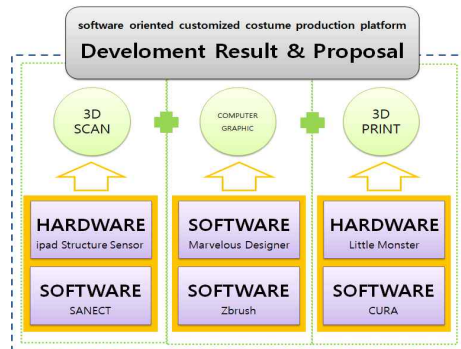 software oriented customized costume production platform
Develoment Result & Proposal
3D
SCAN
COMPUTER
GRAPHIC
3D
PRINT
HARDWARE
ipad Structure Sensor
SOFTWARE
SANECT
SOFTWARE
Marvelous Designer
SOFTWARE
Zbrush
HARDWARE
Little Monster
SOFTWARE
CURA